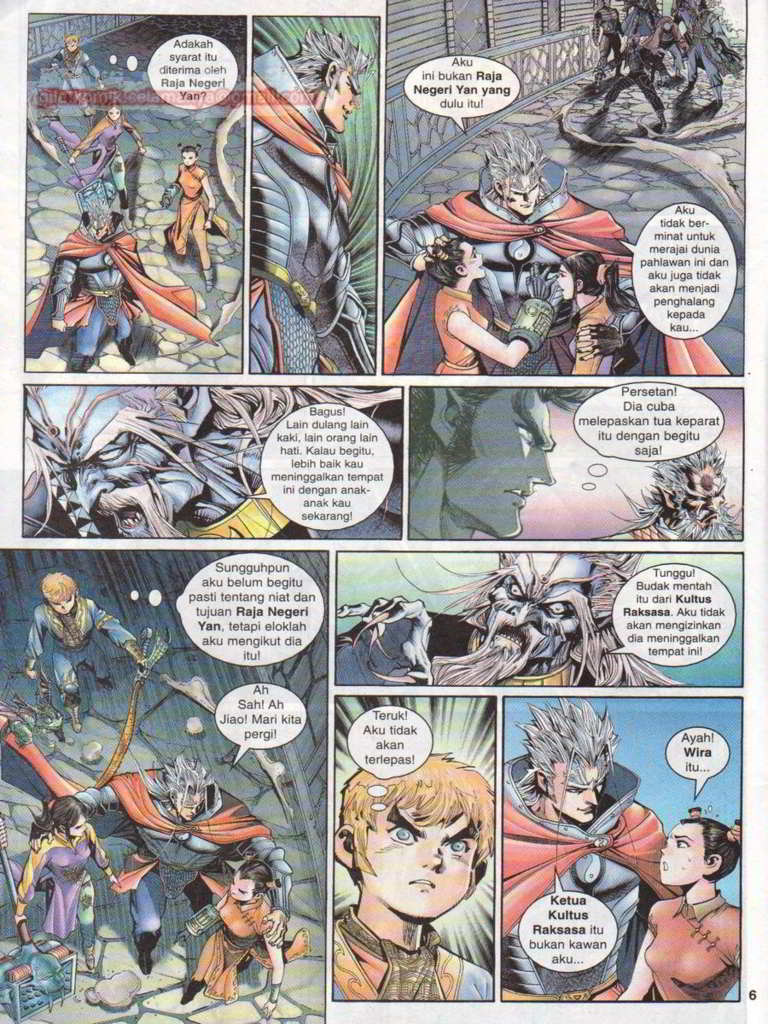 Adakah
syarat itu
diterima oleh
Raja Negeri
Yan?
Aku
ini bukan Raja
Negeri Yan yang
dulu itu!
Aku
tidak ber-
minat untuk
merajai dunia
pahlawan ini dan
aku juga tidak
akan menjadi
penghalang
kepada
kau...
Bagus!
Lain dulang lain
kaki, lain orang lain
hati. Kalau begitu,
lebih baik kau
meninggalkan tempat
ini dengan anak-
anak kau
sekarang!
Persetan!
Dia cuba
melepaskan tua keparat
itu dengan begitu
saja!
Sungguhpun
aku belum begitu
pasti tentang niat dan
tujuan Raja Negeri
Yan, tetapi eloklah
aku mengikut dia
itu!
Ah
Sah! Ah
Jiao! Mari kita
pergi!
Tunggu!
Budak mentah
itu dari Kultus
Raksasa. Aku tidak
akan mengizinkan
dia meninggalkan
tempat ini!
Teruk!
Aku tidak
akan
terlepas!
Ayah!
Wira
itu...
Ketua
Kultus
Raksasa itu
bukan kawan
aku...
6